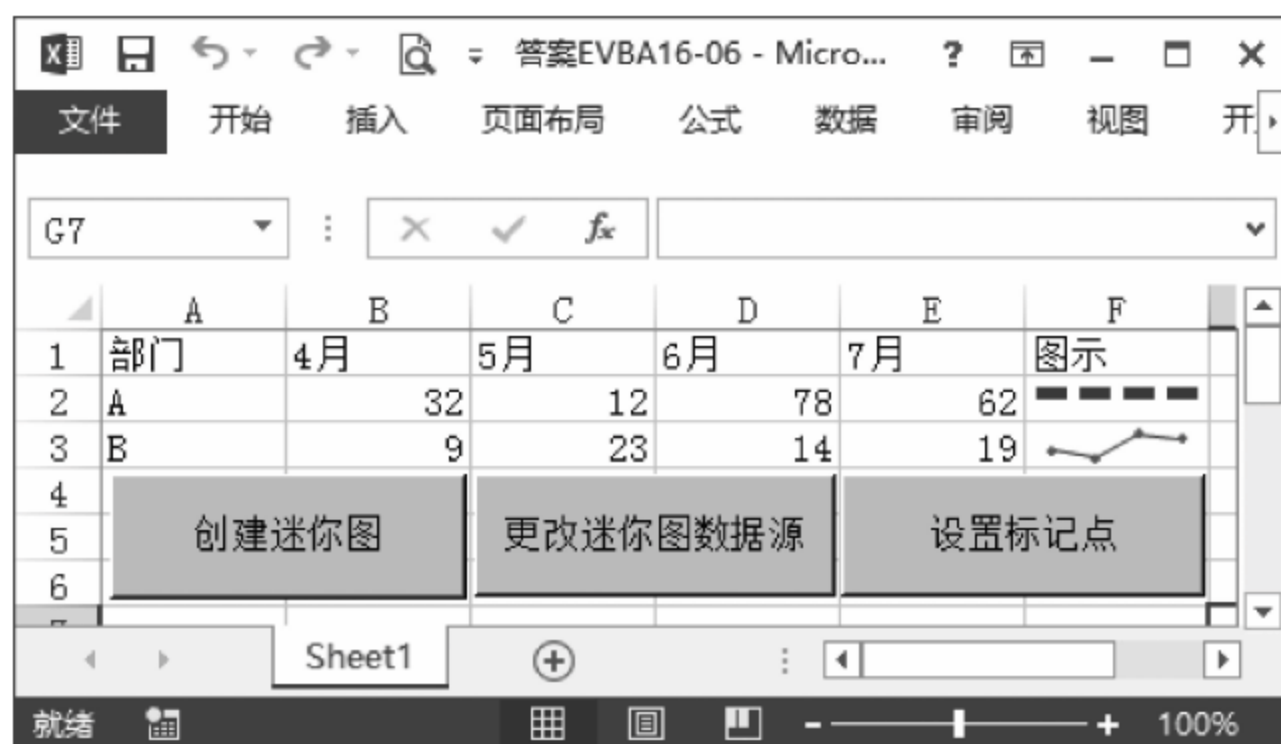 答案EVBA16-06 - Micro... ?
文件 开始 插入 页面布局 公式 数据 审阅 视图 开
G7 fx
A B C D E F
1 部门 4月 5月 6月 7月 图示
2 A 32 12 78 62
3 B 9 23 14 19
4
5 创建迷你图 更改迷你图数据源 设置标记点
6
Sheet1
就绪 100%